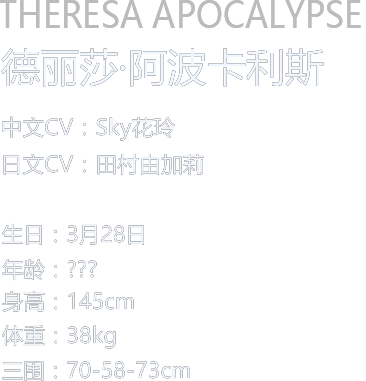 THERESA APOCALYPSE
德丽莎·阿波卡利斯
中文CV：Sky花玲
日文CV：田村由加莉
生日：3月28日
年龄：???
身高：145cm
体重：38kg
三围：70-58-73cm